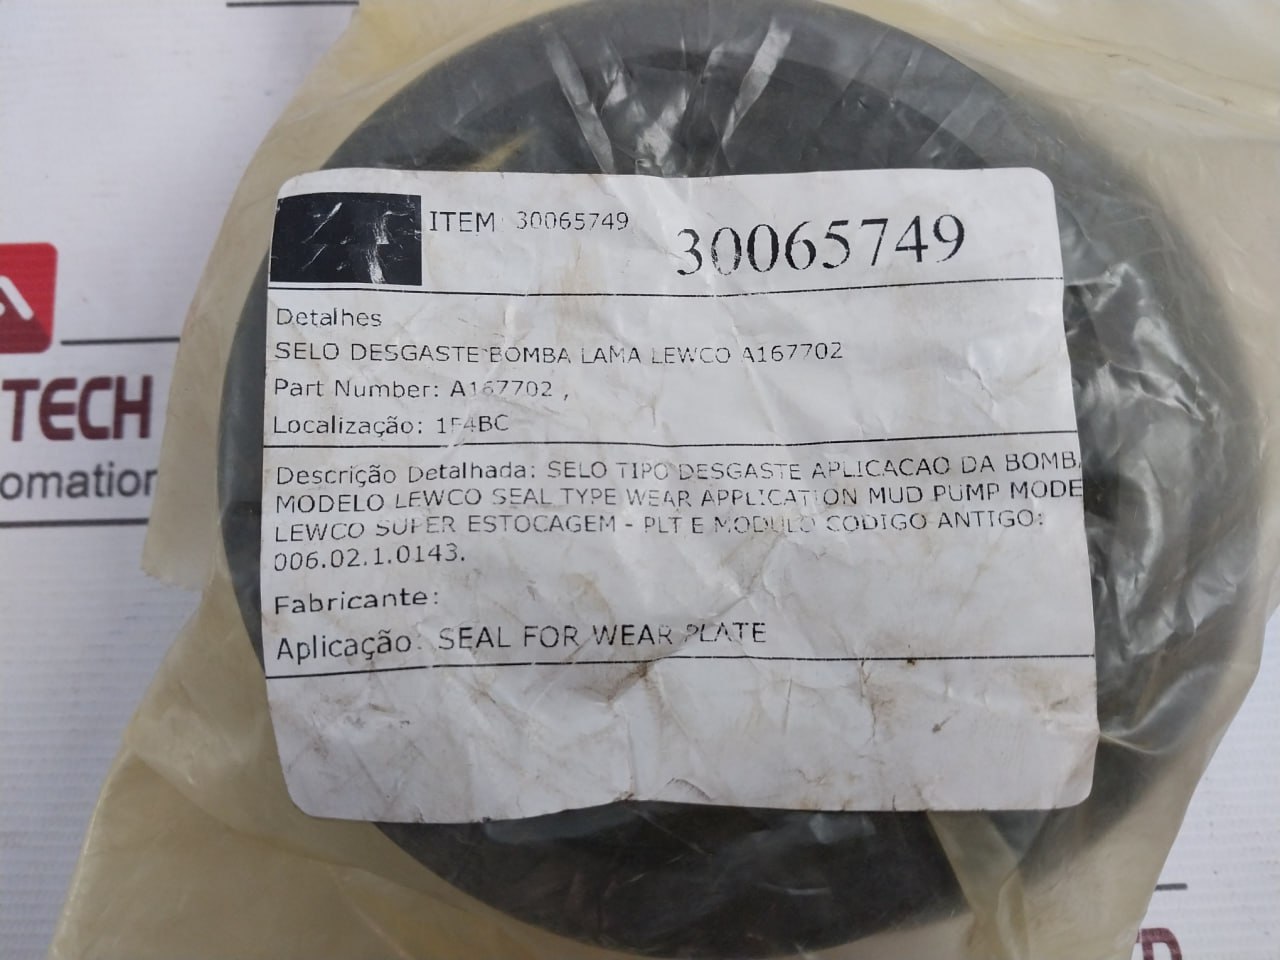 ITEM 30065749
30065749
Detalhes
SELO DESGASTE BOMBA LAMA LEWCO A167702
Part Number: A167702 ,
Localização: 1F4BC
Descrição Detalhada: SELO TIPO DESGASTE APLICACAO DA BOMB
MODELO LEWCO SEAL TYPE WEAR APPLICATION MUD PUMP MODE
LEWCO SUPER ESTOCAGEM - PLT E MODULO CODIGO ANTIGO:
006.02.1.0143.
Fabricante:
Aplicação: SEAL FOR WEAR PLATE
TECH
omation